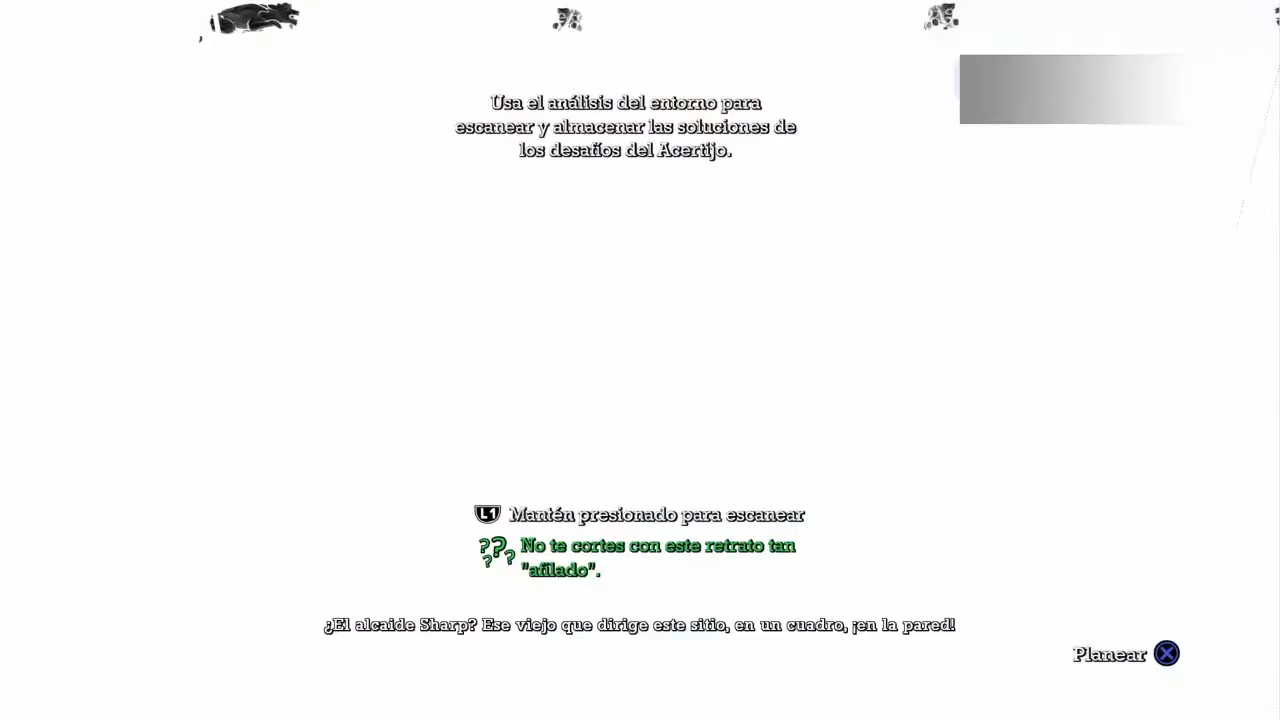 Usa el análisis del entorno para
escanear y almacenar las soluciones de
los desafíos del Acertijo.
L1 Mantén presionado para escanear
???? No te cortes con este retrato tan
"afilado".
¿El alcaide Sharp? Ese viejo que dirige este sitio, en un cuadro, ¡en la pared!
Planear